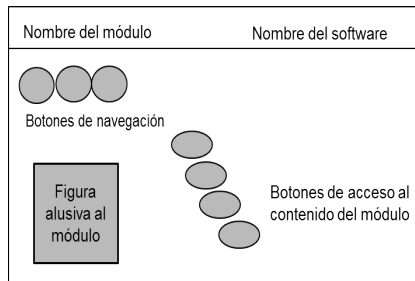 Nombre del módulo
Nombre del software
Botones de navegación
Figura
alusiva al
módulo
Botones de acceso al
contenido del módulo